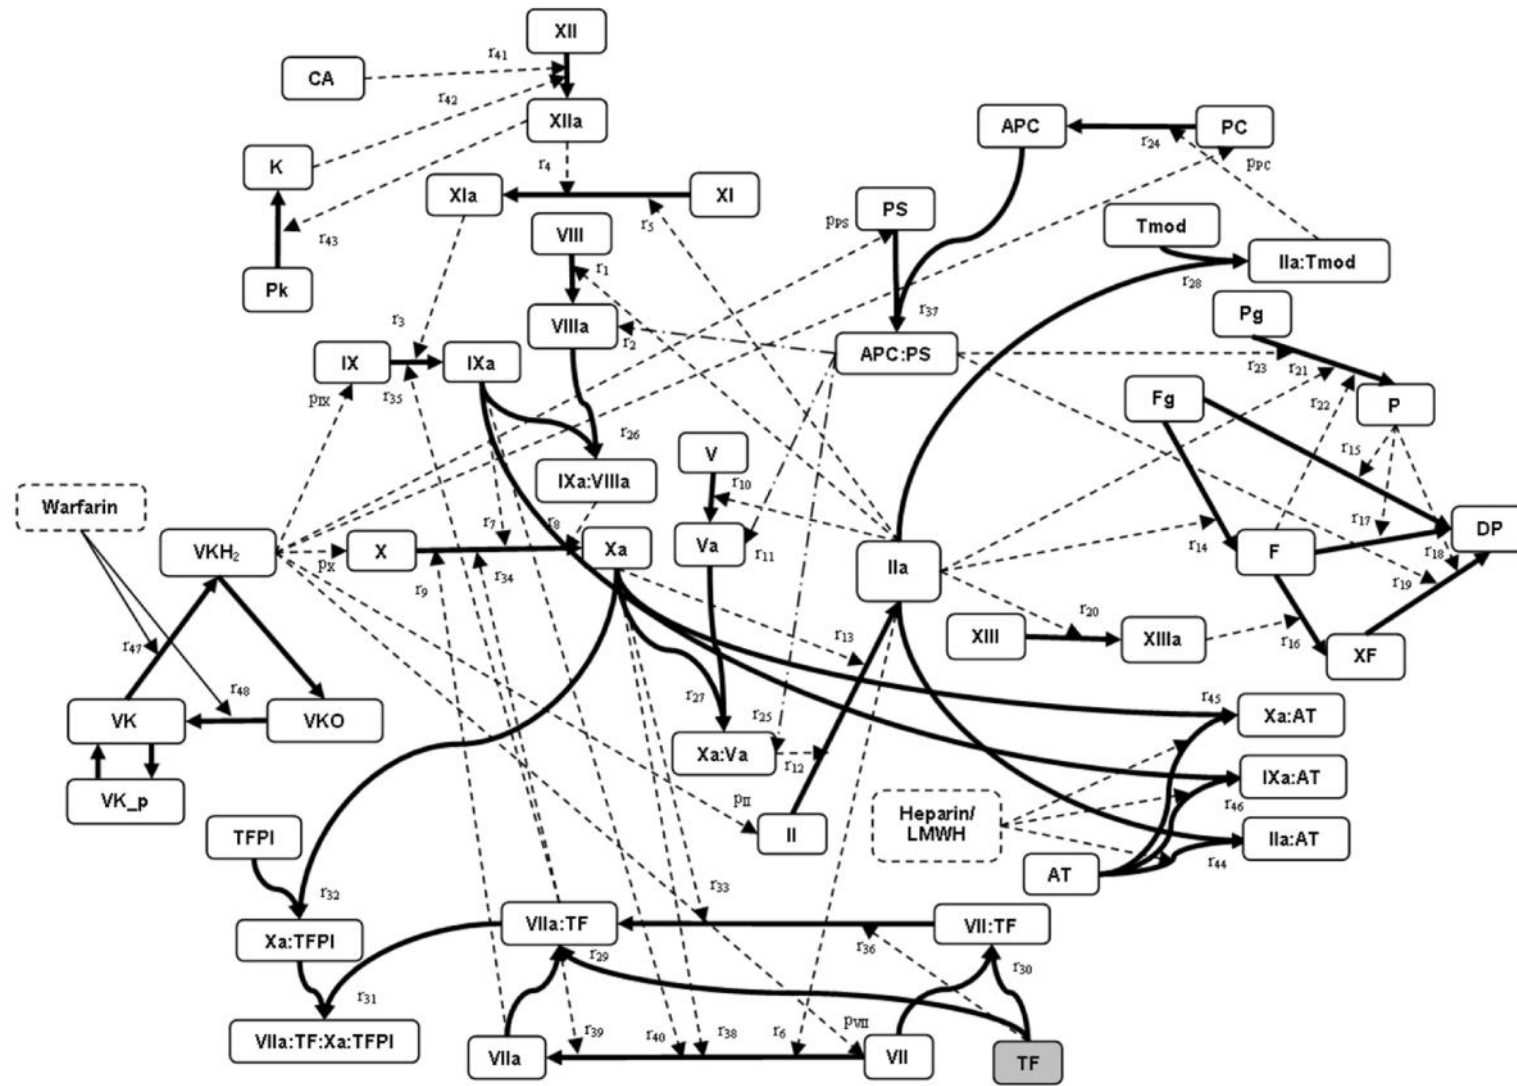 XII
r41
CA
r42
XIIa
APC
PC
r24
K
r4
pPC
XIa
XI
PS
r43
r5
pPS
Tmod
VIII
IIa:Tmod
r1
Pk
r28
r37
Pg
r3
VIIIa
r2
IX
IXa
APC:PS
r23
r21
pIX
r35
Fg
P
r22
r26
V
r15
IXa:VIIIa
r10
Warfarin
r7
r8
r17
DP
VKH2
X
Xa
Va
r11
IIa
r14
F
r18
pX
r34
r19
r9
r20
XIII
XIIIa
r13
r16
XF
r47
r48
r27
r45
VK
VKO
r25
Xa:AT
Xa:Va
r12
IXa:AT
VK_p
pII
r46
Heparin/
LMWH
TFPI
II
IIa:AT
r44
AT
r32
r33
VIIa:TF
VII:TF
Xa:TFPI
r36
r29
r30
r31
VIIa:TF:Xa:TFPI
r39
r40
r38
r6
pVII
VIIa
VII
TF